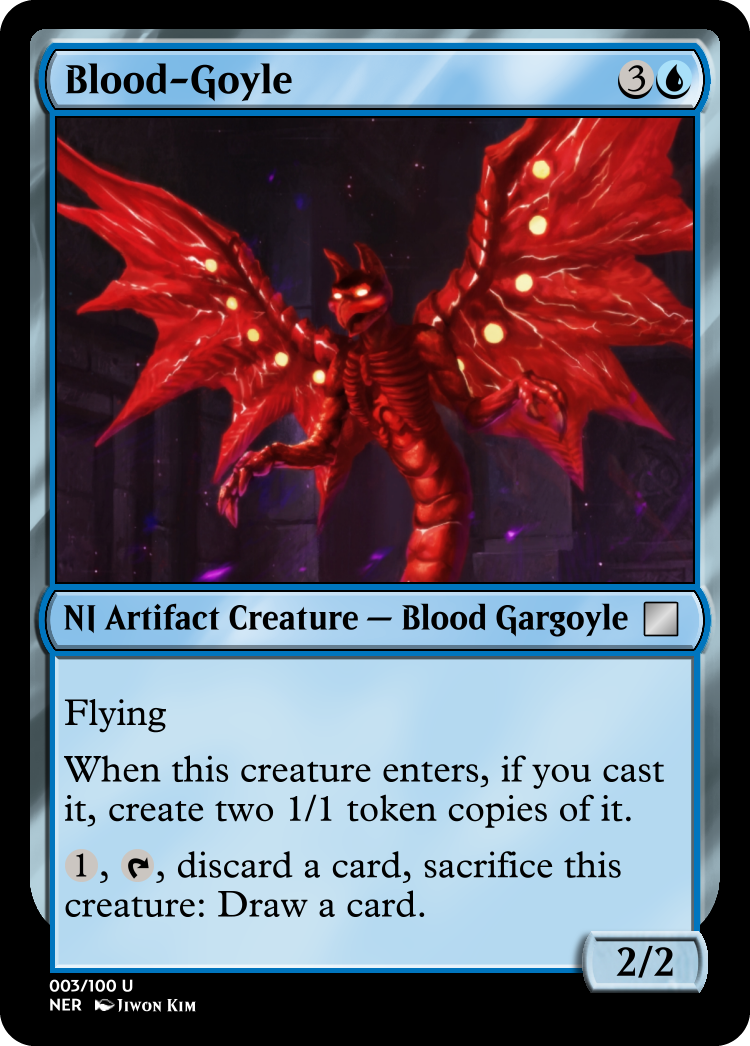 Blood-Goyle 3
NI Artifact Creature — Blood Gargoyle
Flying
When this creature enters, if you cast
it, create two 1/1 token copies of it.
1, , discard a card, sacrifice this
creature: Draw a card.
2/2
003/100 U
NER Jiwon Kim